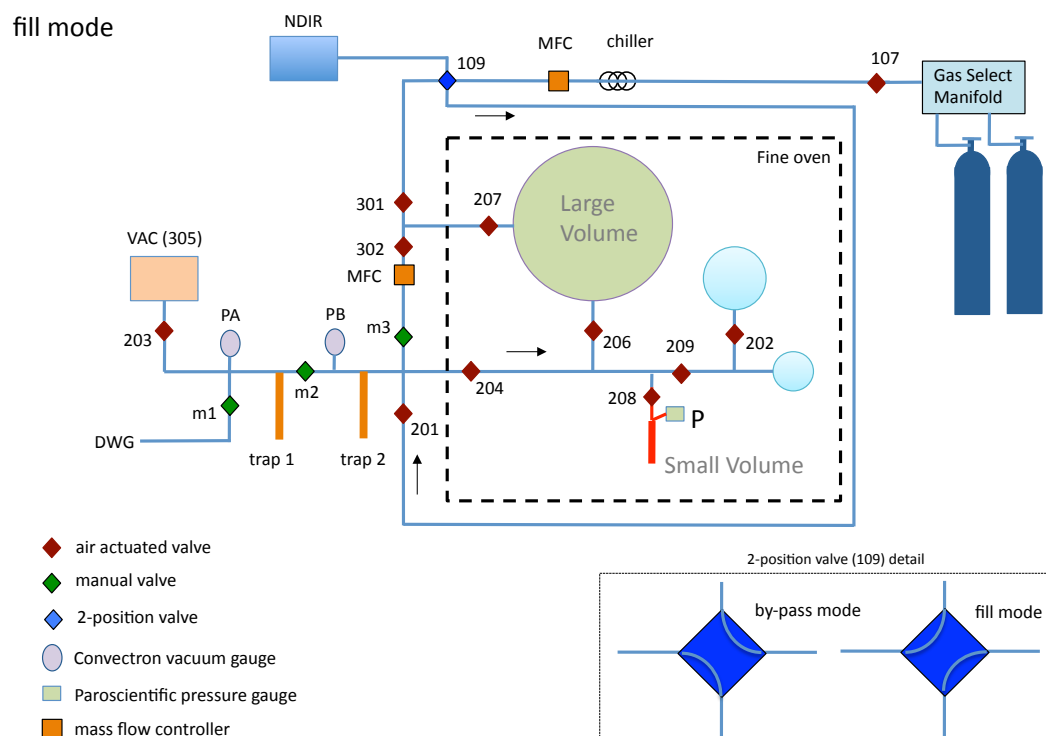 fill mode
NDIR
109
MFC
chiller
107
Gas Select
Manifold
Fine oven
301
207
Large
Volume
302
MFC
VAC (305)
203
PA
PB
m3
206
209
202
m1
m2
204
208
P
DWG
201
trap 1
trap 2
Small Volume
air actuated valve
manual valve
2-position valve
Convectron vacuum gauge
Paroscientific pressure gauge
mass flow controller
2-position valve (109) detail
by-pass mode
fill mode